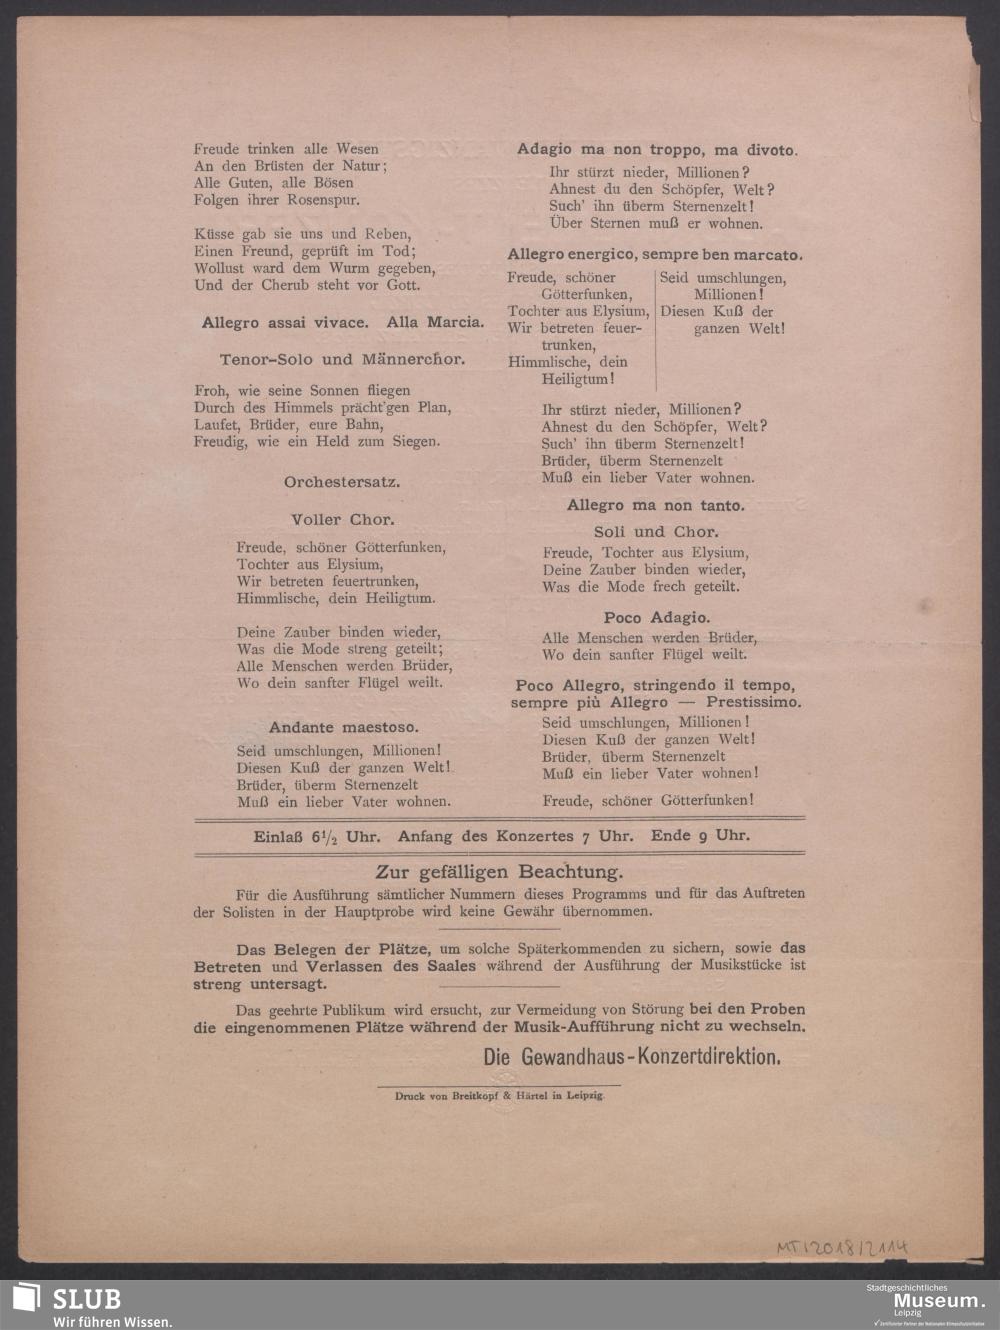 Freude trinken alle Wesen
An den Brüsten der Natur;
Alle Guten, alle Bösen
Folgen ihrer Rosenspur.
Küsse gab sie uns und Reben,
Einen Freund, geprüft im Tod;
Wollust ward dem Wurm gegeben,
Und der Cherub steht vor Gott.
Allegro assai vivace. Alla Marcia.
Tenor-Solo und Männerchor.
Froh, wie seine Sonnen fliegen
Durch des Himmels prächt'gen Plan,
Laufet, Brüder, eure Bahn,
Freudig, wie ein Held zum Siegen.
Orchestersatz.
Voller Chor.
Freude, schöner Götterfunken,
Tochter aus Elysium,
Wir betreten feuertrunken,
Himmlische, dein Heiligtum.
Deine Zauber binden wieder,
Was die Mode streng geteilt;
Alle Menschen werden Brüder,
Wo dein sanfter Flügel weilt.
Andante maestoso.
Seid umschlungen, Millionen!
Diesen Kuß der ganzen Welt!
Brüder, überm Sternenzelt
Muß ein lieber Vater wohnen.
Adagio ma non troppo, ma divoto.
Ihr stürzt nieder, Millionen?
Ahnest du den Schöpfer, Welt?
Such' ihn überm Sternenzelt!
Über Sternen muß er wohnen.
Allegro energico, sempre ben marcato.
Freude, schöner
Götterfunken,
Tochter aus Elysium,
Wir betreten feuer-
trunken,
Himmlische, dein
Heiligtum!
Seid umschlungen,
Millionen!
Diesen Kuß der
ganzen Welt!
Ihr stürzt nieder, Millionen?
Ahnest du den Schöpfer, Welt?
Such' ihn überm Sternenzelt!
Brüder, überm Sternenzelt
Muß ein lieber Vater wohnen.
Allegro ma non tanto.
Soli und Chor.
Freude, Tochter aus Elysium,
Deine Zauber binden wieder,
Was die Mode frech geteilt.
Poco Adagio.
Alle Menschen werden Brüder,
Wo dein sanfter Flügel weilt.
Poco Allegro, stringendo il tempo,
sempre più Allegro — Prestissimo.
Seid umschlungen, Millionen!
Diesen Kuß der ganzen Welt!
Brüder, überm Sternenzelt
Muß ein lieber Vater wohnen!
Freude, schöner Götterfunken!
Einlaß 6½ Uhr. Anfang des Konzertes 7 Uhr. Ende 9 Uhr.
Zur gefälligen Beachtung.
Für die Ausführung sämtlicher Nummern dieses Programms und für das Auftreten
der Solisten in der Hauptprobe wird keine Gewähr übernommen.
Das Belegen der Plätze, um solche Späterkommenden zu sichern, sowie das
Betreten und Verlassen des Saales während der Ausführung der Musikstücke ist
streng untersagt.
Das geehrte Publikum wird ersucht, zur Vermeidung von Störung bei den Proben
die eingenommenen Plätze während der Musik-Aufführung nicht zu wechseln.
Die Gewandhaus-Konzertdirektion.
Druck von Breitkopf & Härtel in Leipzig.
MT/2018/2114
SLUB
Wir führen Wissen.
Stadtgeschichtliches
Museum.
Leipzig
Zertifizierter Partner der Nationalen Klimaschutzinitiative